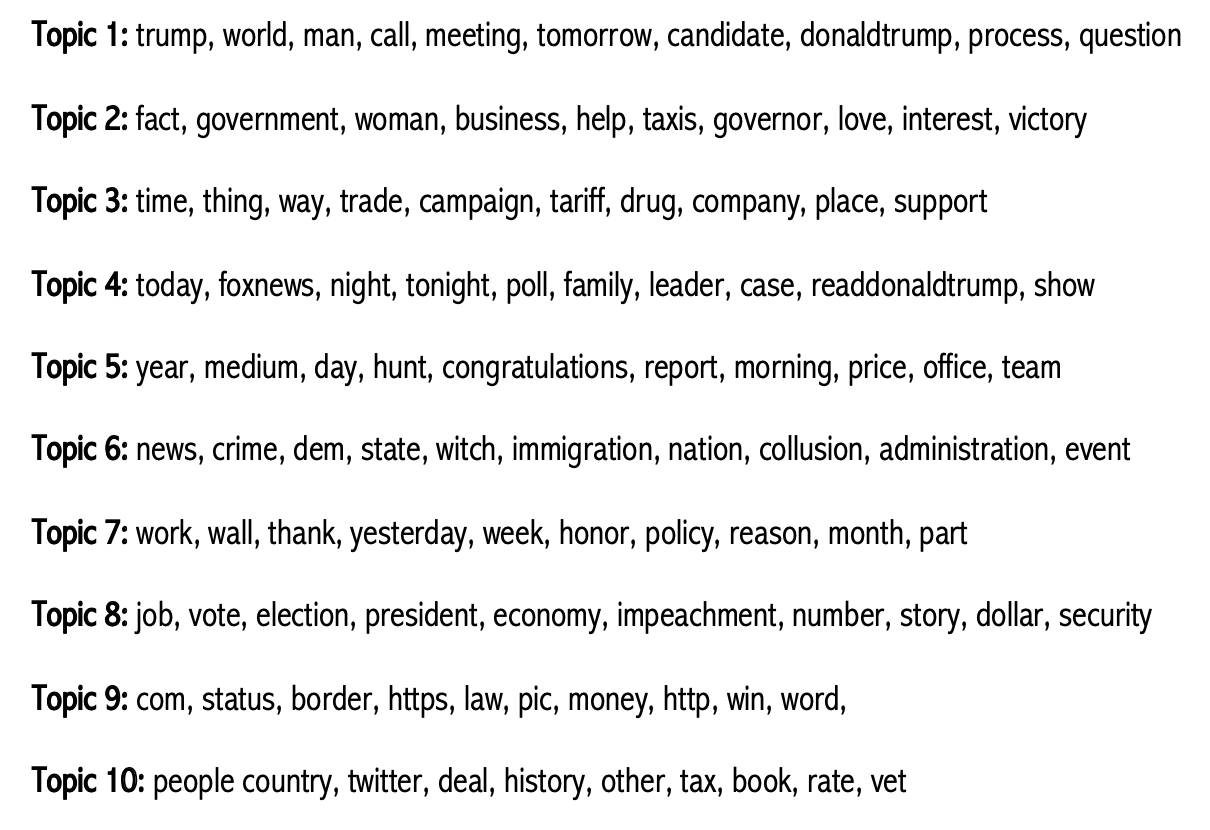 Topic 1: trump, world, man, call, meeting, tomorrow, candidate, donaldtrump, process, question
Topic 2: fact, government, woman, business, help, taxis, governor, love, interest, victory
Topic 3: time, thing, way, trade, campaign, tariff, drug, company, place, support
Topic 4: today, foxnews, night, tonight, poll, family, leader, case, readdonaldtrump, show
Topic 5: year, medium, day, hunt, congratulations, report, morning, price, office, team
Topic 6: news, crime, dem, state, witch, immigration, nation, collusion, administration, event
Topic 7: work, wall, thank, yesterday, week, honor, policy, reason, month, part
Topic 8: job, vote, election, president, economy, impeachment, number, story, dollar, security
Topic 9: com, status, border, https, law, pic, money, http, win, word,
Topic 10: people country, twitter, deal, history, other, tax, book, rate, vet